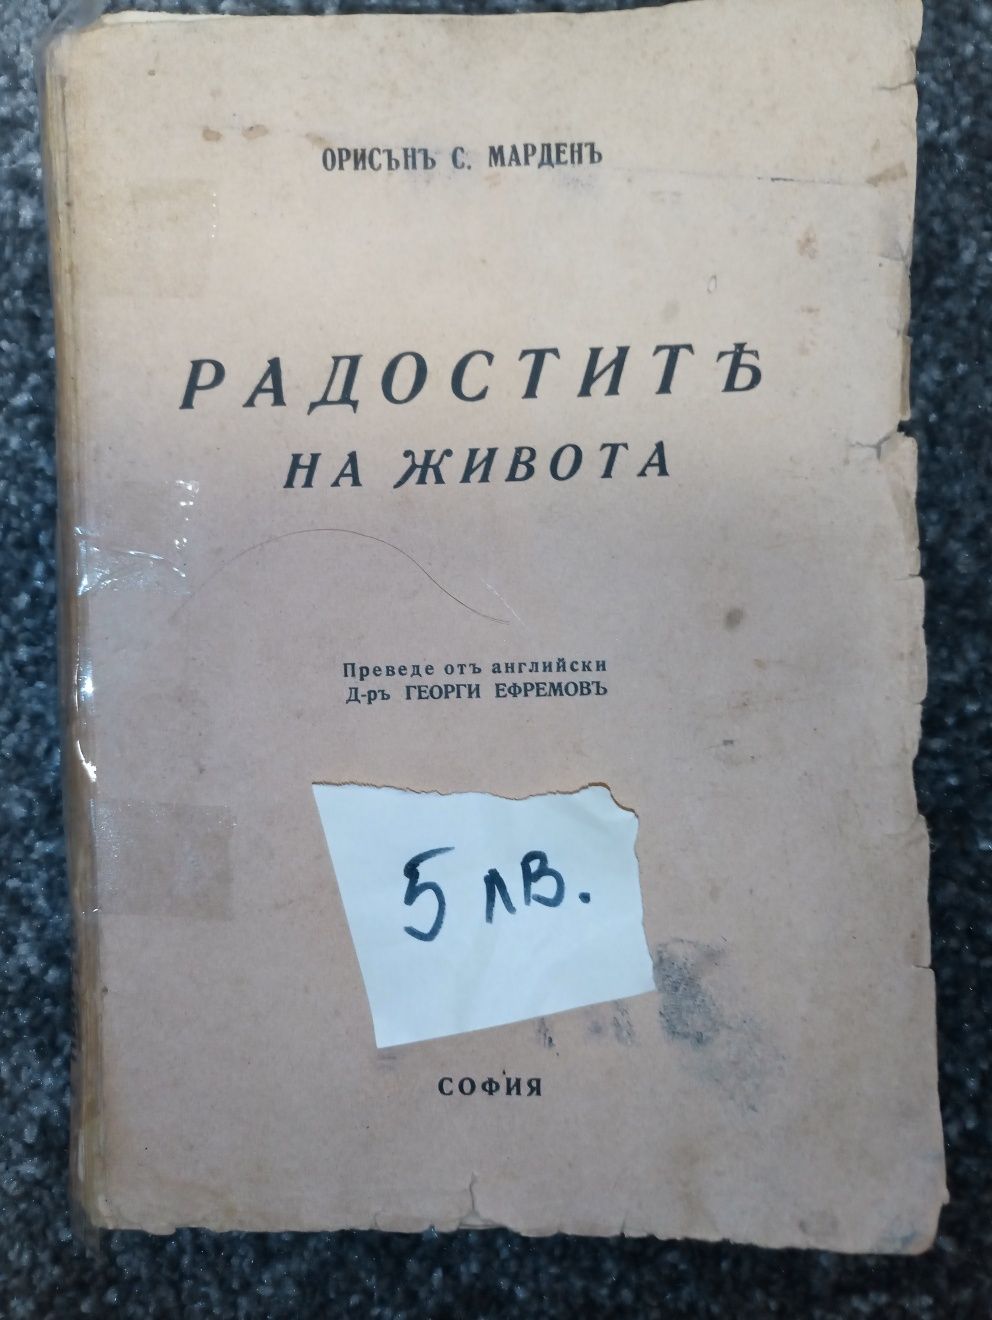 ОРИСЪНЪ С. МАРДЕНЪ
РАДОСТИТѢ
НА ЖИВОТА
Преведе отъ английски
Д-ръ ГЕОРГИ ЕФРЕМОВЪ
5 лв.
СОФИЯ